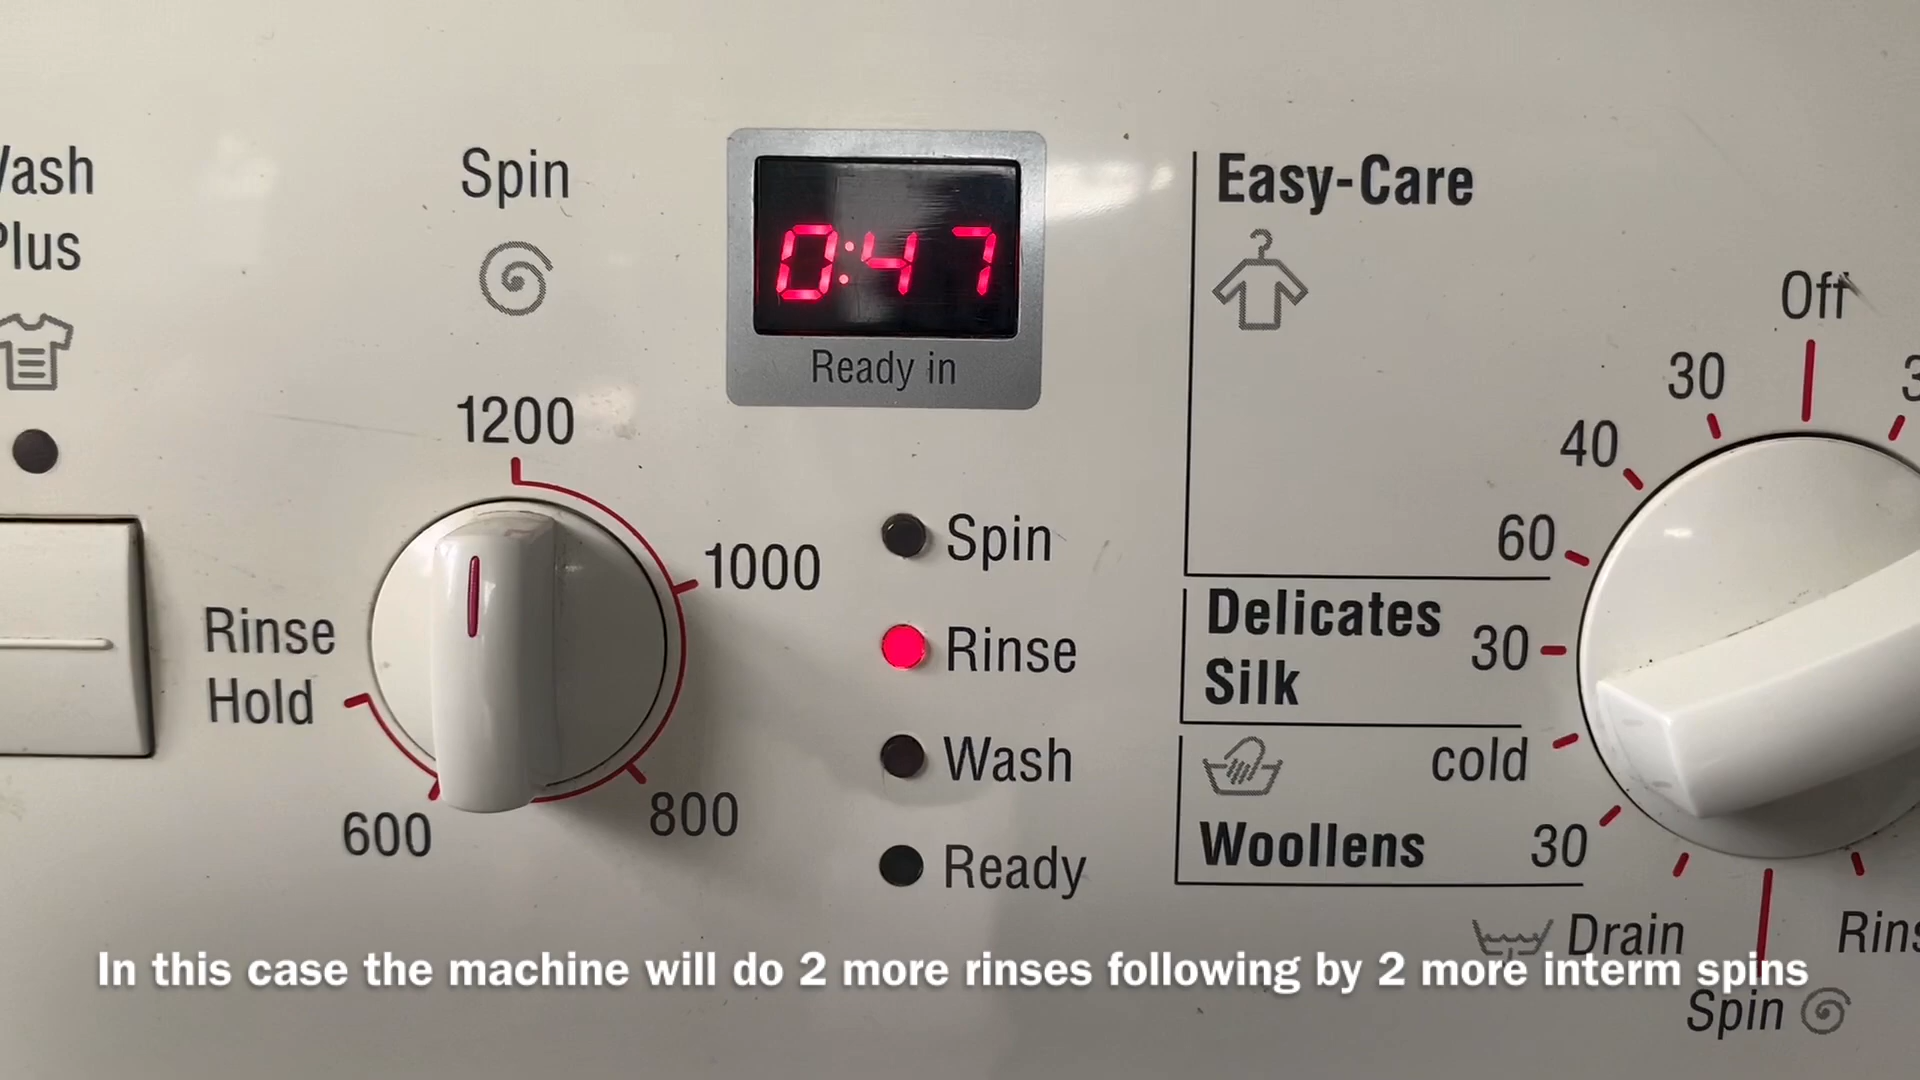 Wash
Plus
Spin
1200
1000
800
600
Rinse
Hold
0:47
Ready in
Spin
Rinse
Wash
Ready
Easy-Care
Off
30
40
60
Delicates
Silk
30
cold
Woollens
30
Drain
Spin
In this case the machine will do 2 more rinses following by 2 more interm spins